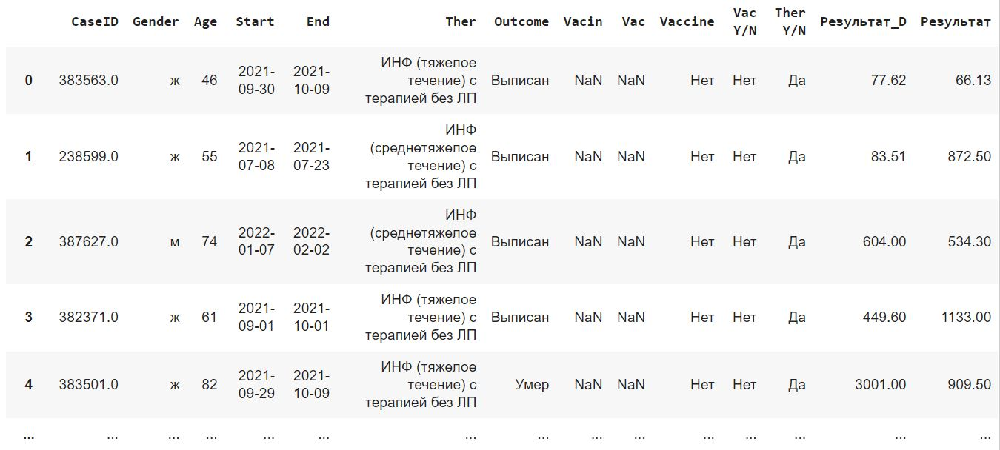 CaseID Gender Age Start End Ther Outcome Vacin Vac Vaccine Vac Y/N Ther Y/N Результат_D Результат
0 383563.0 ж 46 2021-09-30 2021-10-09 ИНФ (тяжелое течение) с терапией без ЛП Выписан NaN NaN Нет Нет Да 77.62 66.13
1 238599.0 ж 55 2021-07-08 2021-07-23 ИНФ (среднетяжелое течение) с терапией без ЛП Выписан NaN NaN Нет Нет Да 83.51 872.50
2 387627.0 м 74 2022-01-07 2022-02-02 ИНФ (среднетяжелое течение) с терапией без ЛП Выписан NaN NaN Нет Нет Да 604.00 534.30
3 382371.0 ж 61 2021-09-01 2021-10-01 ИНФ (тяжелое течение) с терапией без ЛП Выписан NaN NaN Нет Нет Да 449.60 1133.00
4 383501.0 ж 82 2021-09-29 2021-10-09 ИНФ (тяжелое течение) с терапией без ЛП Умер NaN NaN Нет Нет Да 3001.00 909.50
... ... ... ... ... ... ... ... ... ... ... ... ... ... ...